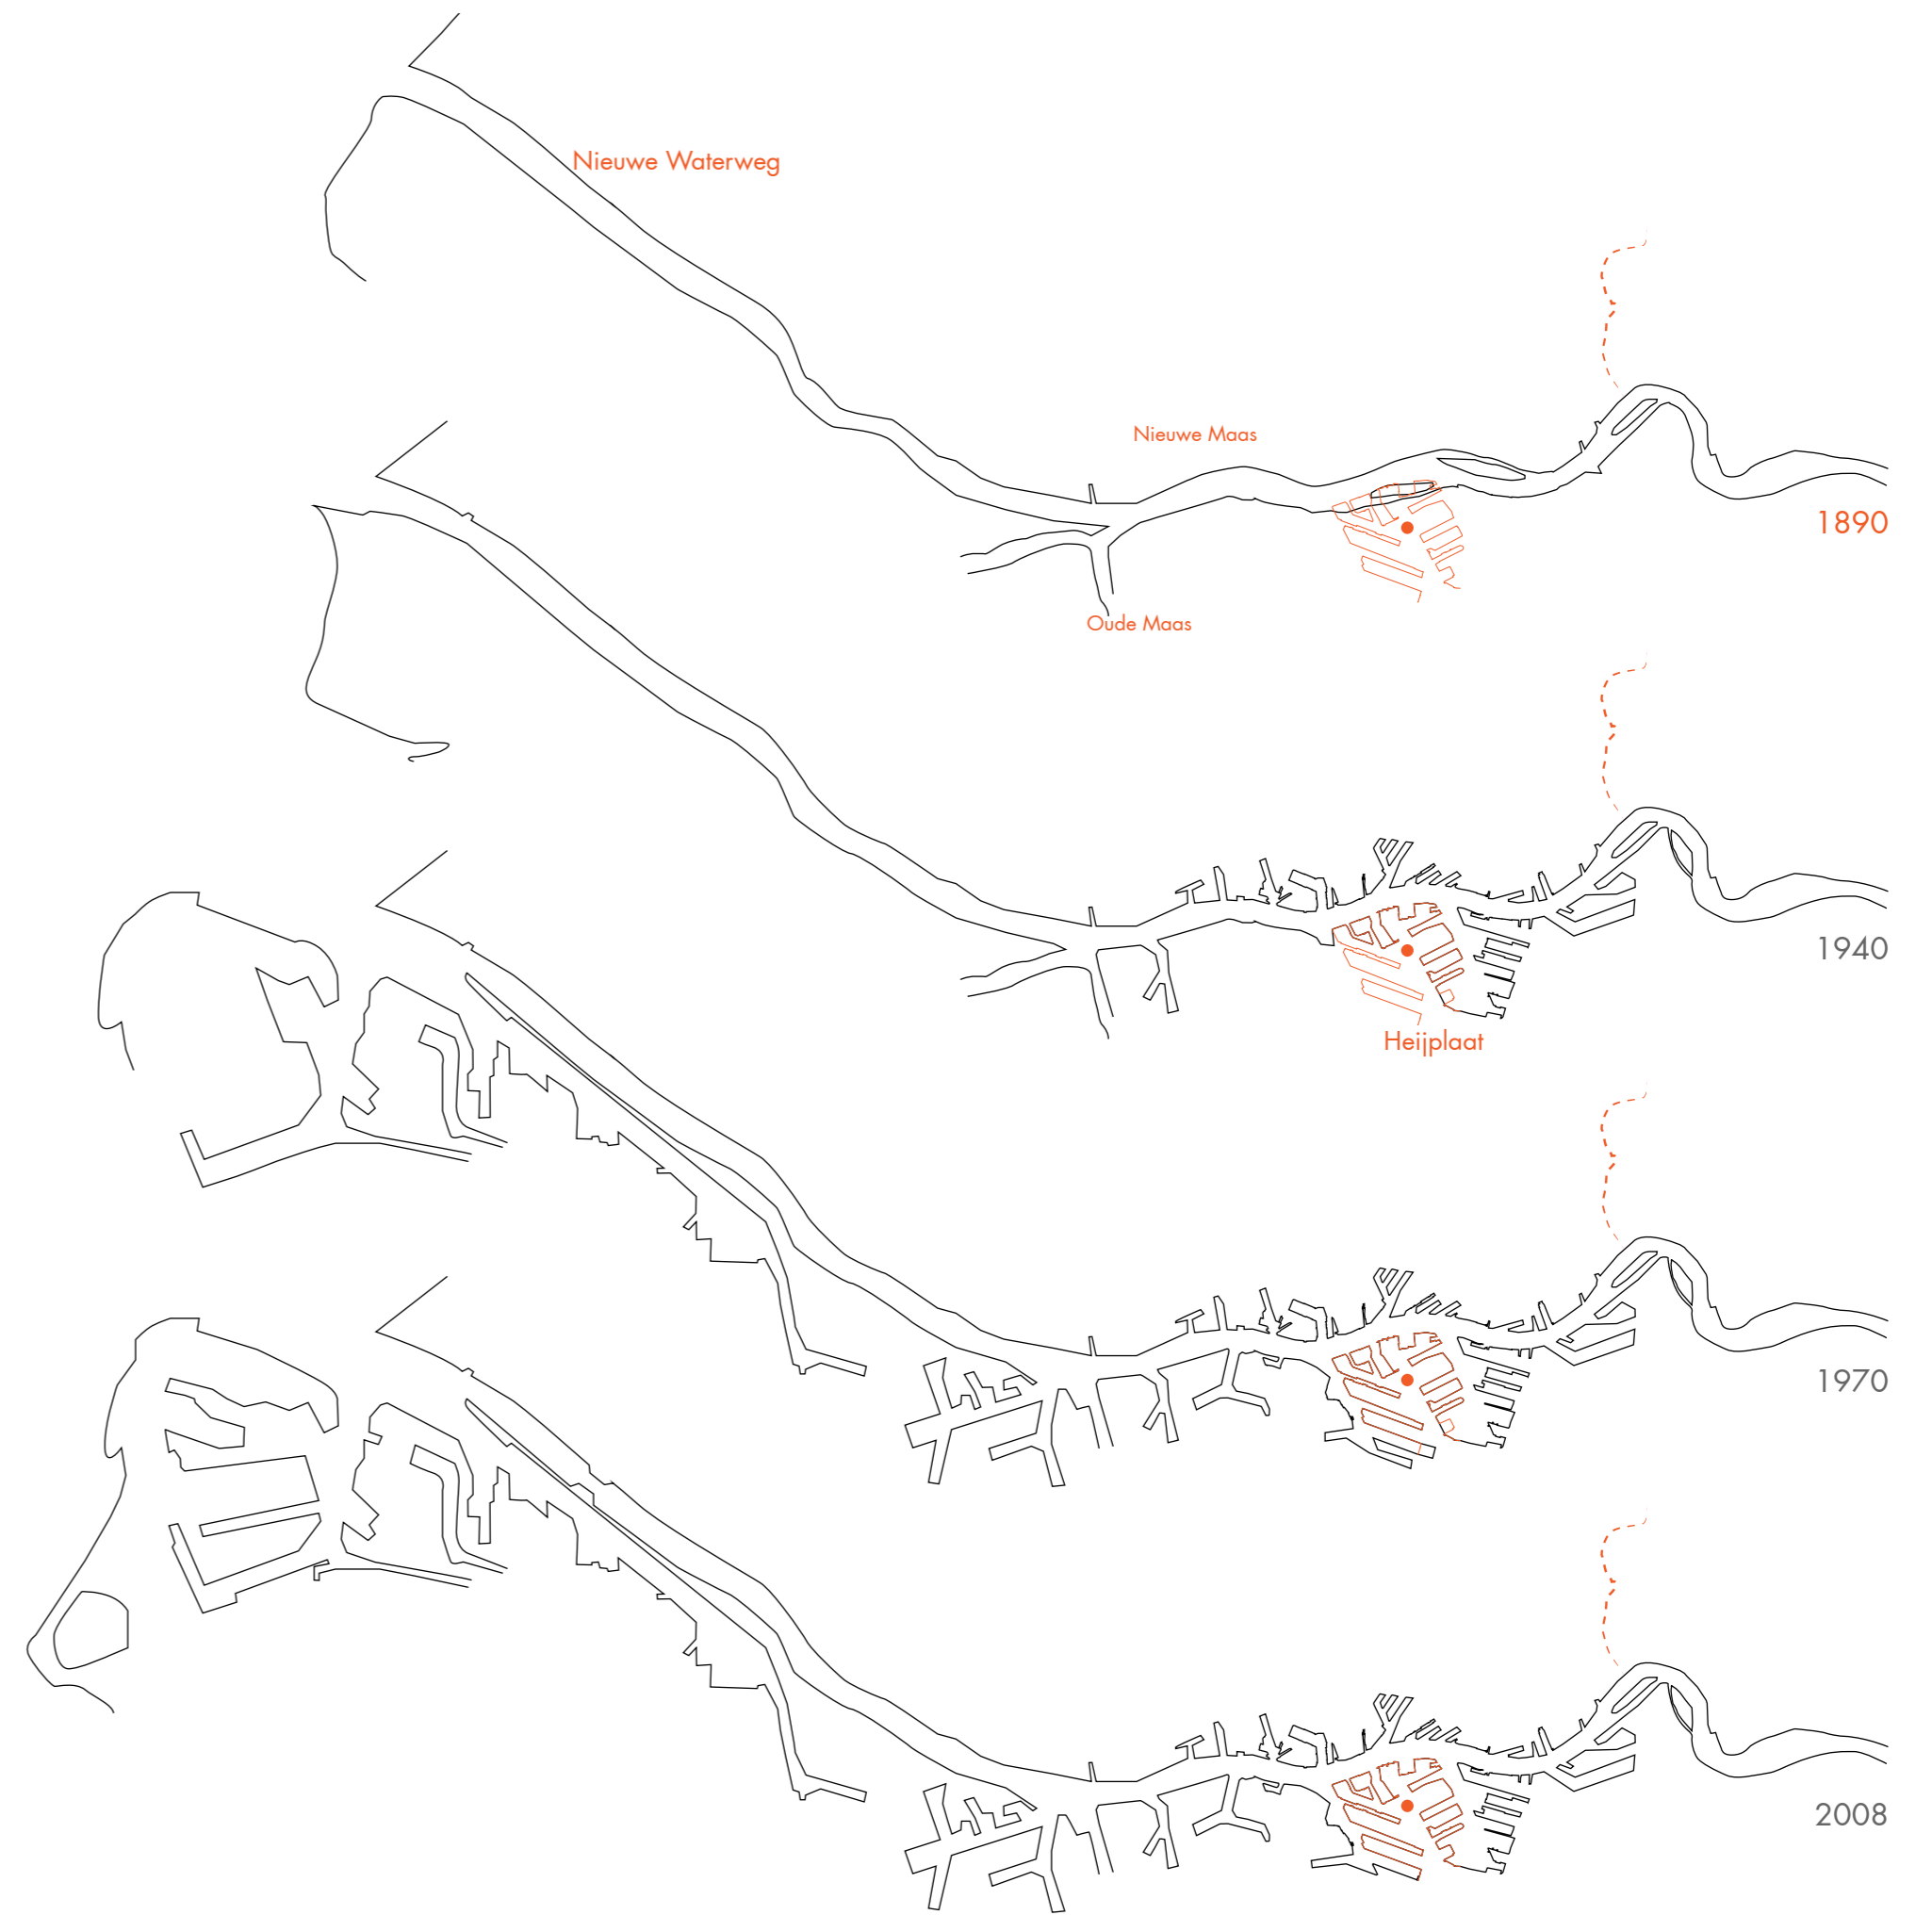 Nieuwe Waterweg
Nieuwe Maas
1890
Oude Maas
1940
Heijplaat
1970
2008